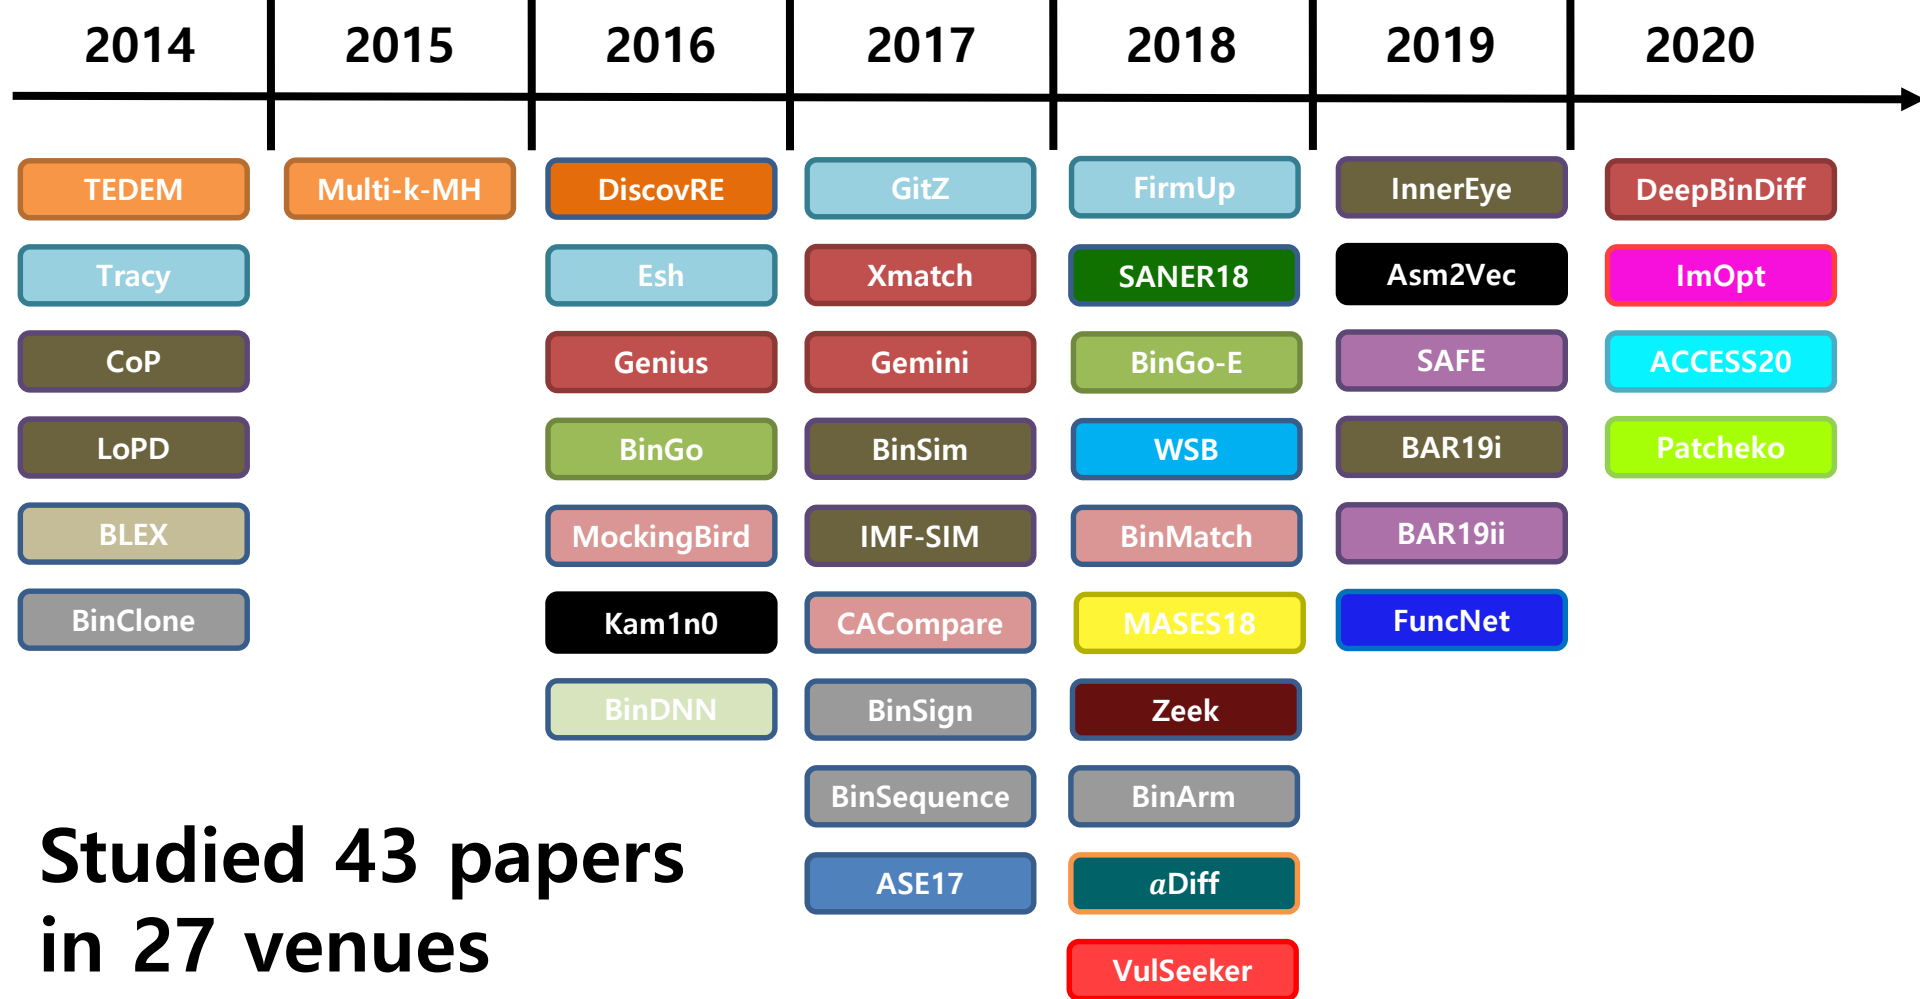 2014 2015 2016 2017 2018 2019 2020
TEDEM Multi-k-MH DiscovRE GitZ FirmUp InnerEye DeepBinDiff
Tracy Esh Xmatch SANER18 Asm2Vec ImOpt
CoP Genius Gemini BinGo-E SAFE ACCESS20
LoPD BinGo BinSim WSB BAR19i Patcheko
BLEX MockingBird IMF-SIM BinMatch BAR19ii
BinClone Kam1n0 CACompare MASES18 FuncNet
BinDNN BinSign Zeek
BinSequence BinArm
ASE17 αDiff
VulSeeker
Studied 43 papers
in 27 venues